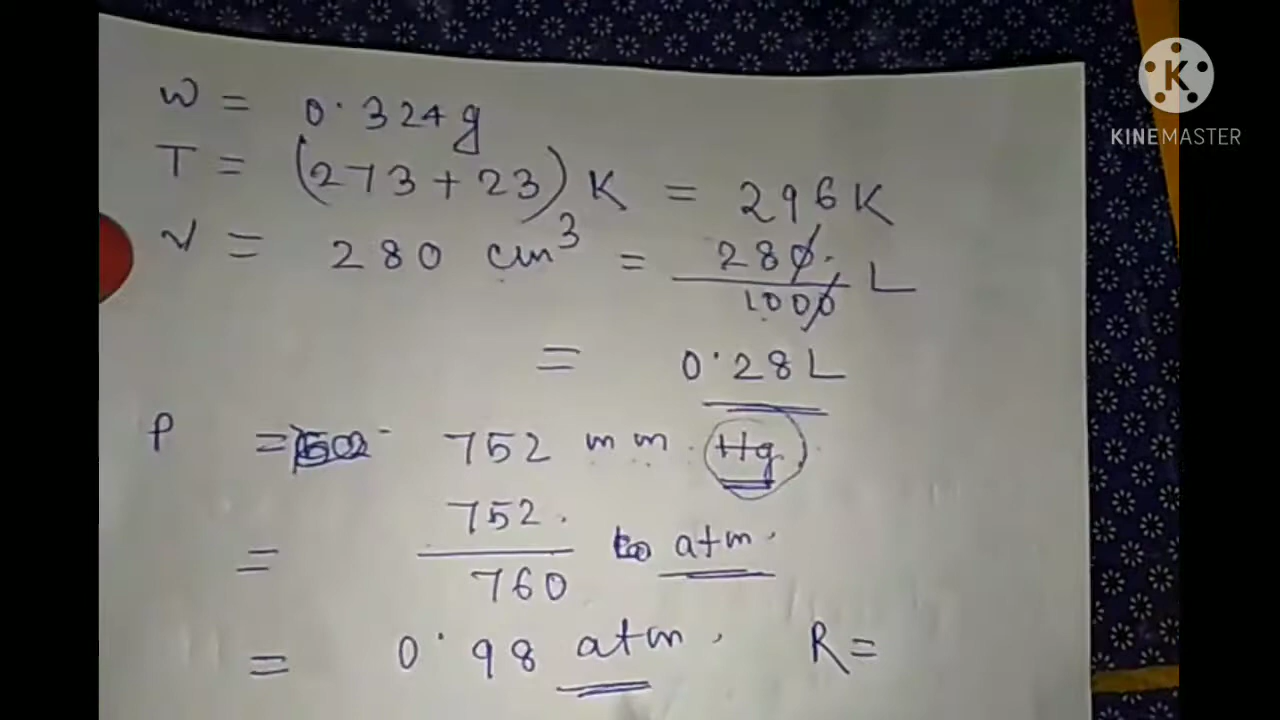 W = 0.324 g
T = (273 + 23) K = 296 K
V = 280 cm³ = 280/1000 L
= 0.28 L
P = 752 mm Hg
= 752/760 atm
= 0.98 atm. R =
K
KINEMASTER